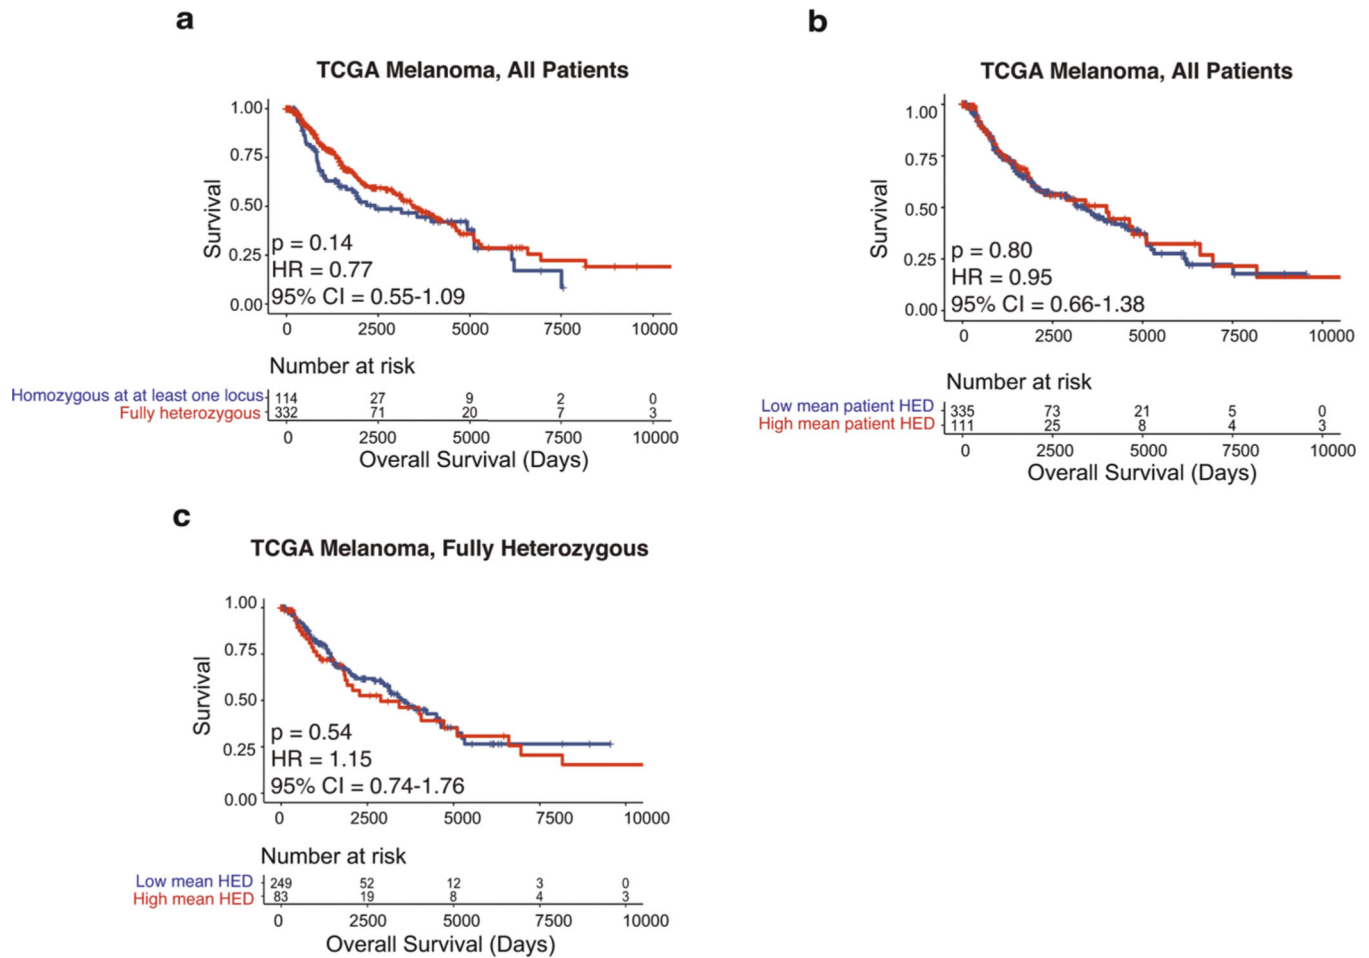 a
TCGA Melanoma, All Patients
1.00
0.75
0.50
0.25
0.00
Survival
p = 0.14
HR = 0.77
95% CI = 0.55-1.09
0 2500 5000 7500 10000
Number at risk
Homozygous at at least one locus 114 27 9 2 0
Fully heterozygous 332 71 20 7 3
0 2500 5000 7500 10000
Overall Survival (Days)
b
TCGA Melanoma, All Patients
1.00
0.75
0.50
0.25
0.00
Survival
p = 0.80
HR = 0.95
95% CI = 0.66-1.38
0 2500 5000 7500 10000
Number at risk
Low mean patient HED 335 73 21 5 0
High mean patient HED 111 25 8 4 3
0 2500 5000 7500 10000
Overall Survival (Days)
c
TCGA Melanoma, Fully Heterozygous
1.00
0.75
0.50
0.25
0.00
Survival
p = 0.54
HR = 1.15
95% CI = 0.74-1.76
0 2500 5000 7500 10000
Number at risk
Low mean HED 249 52 12 3 0
High mean HED 83 19 8 4 3
0 2500 5000 7500 10000
Overall Survival (Days)